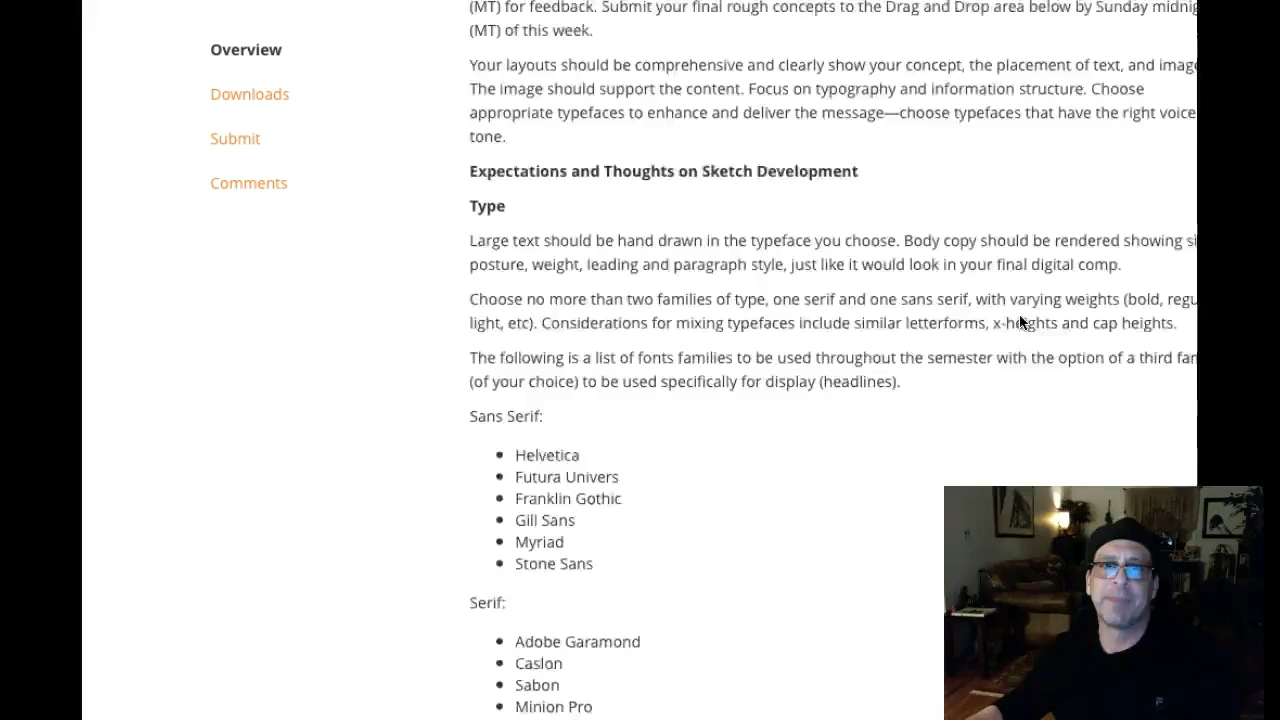 (MT) for feedback. Submit your final rough concepts to the Drag and Drop area below by Sunday
(MT) of this week.
Overview
Downloads
Submit
Comments
Your layouts should be comprehensive and clearly show your concept, the placement of text, and
The image should support the content. Focus on typography and information structure. Choose
appropriate typefaces to enhance and deliver the message—choose typefaces that have the right voice
tone.
Expectations and Thoughts on Sketch Development
Type
Large text should be hand drawn in the typeface you choose. Body copy should be rendered showing
posture, weight, leading and paragraph style, just like it would look in your final digital comp.
Choose no more than two families of type, one serif and one sans serif, with varying weights (bold,
light, etc). Considerations for mixing typefaces include similar letterforms, x-heights and cap heights.
The following is a list of fonts families to be used throughout the semester with the option of a third
(of your choice) to be used specifically for display (headlines).
Sans Serif:
Helvetica
Futura Univers
Franklin Gothic
Gill Sans
Myriad
Stone Sans
Serif:
Adobe Garamond
Caslon
Sabon
Minion Pro